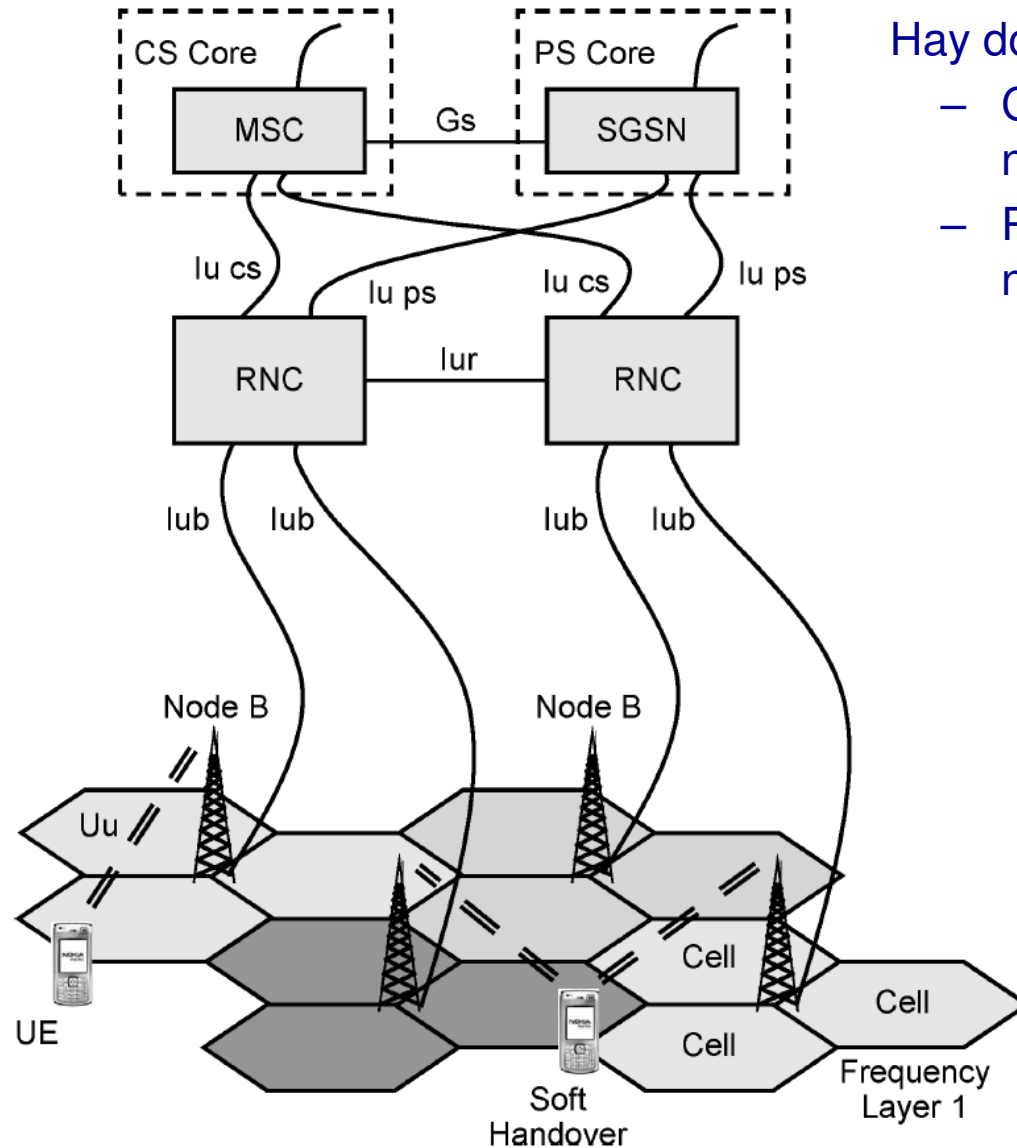 CS Core
PS Core
MSC
Gs
SGSN
Iu cs
Iu ps
Iu cs
Iu ps
RNC
Iur
RNC
Iub
Iub
Iub
Iub
Node B
Node B
Uu
Cell
Cell
Cell
UE
Soft
Handover
Frequency
Layer 1
Hay do
–
–